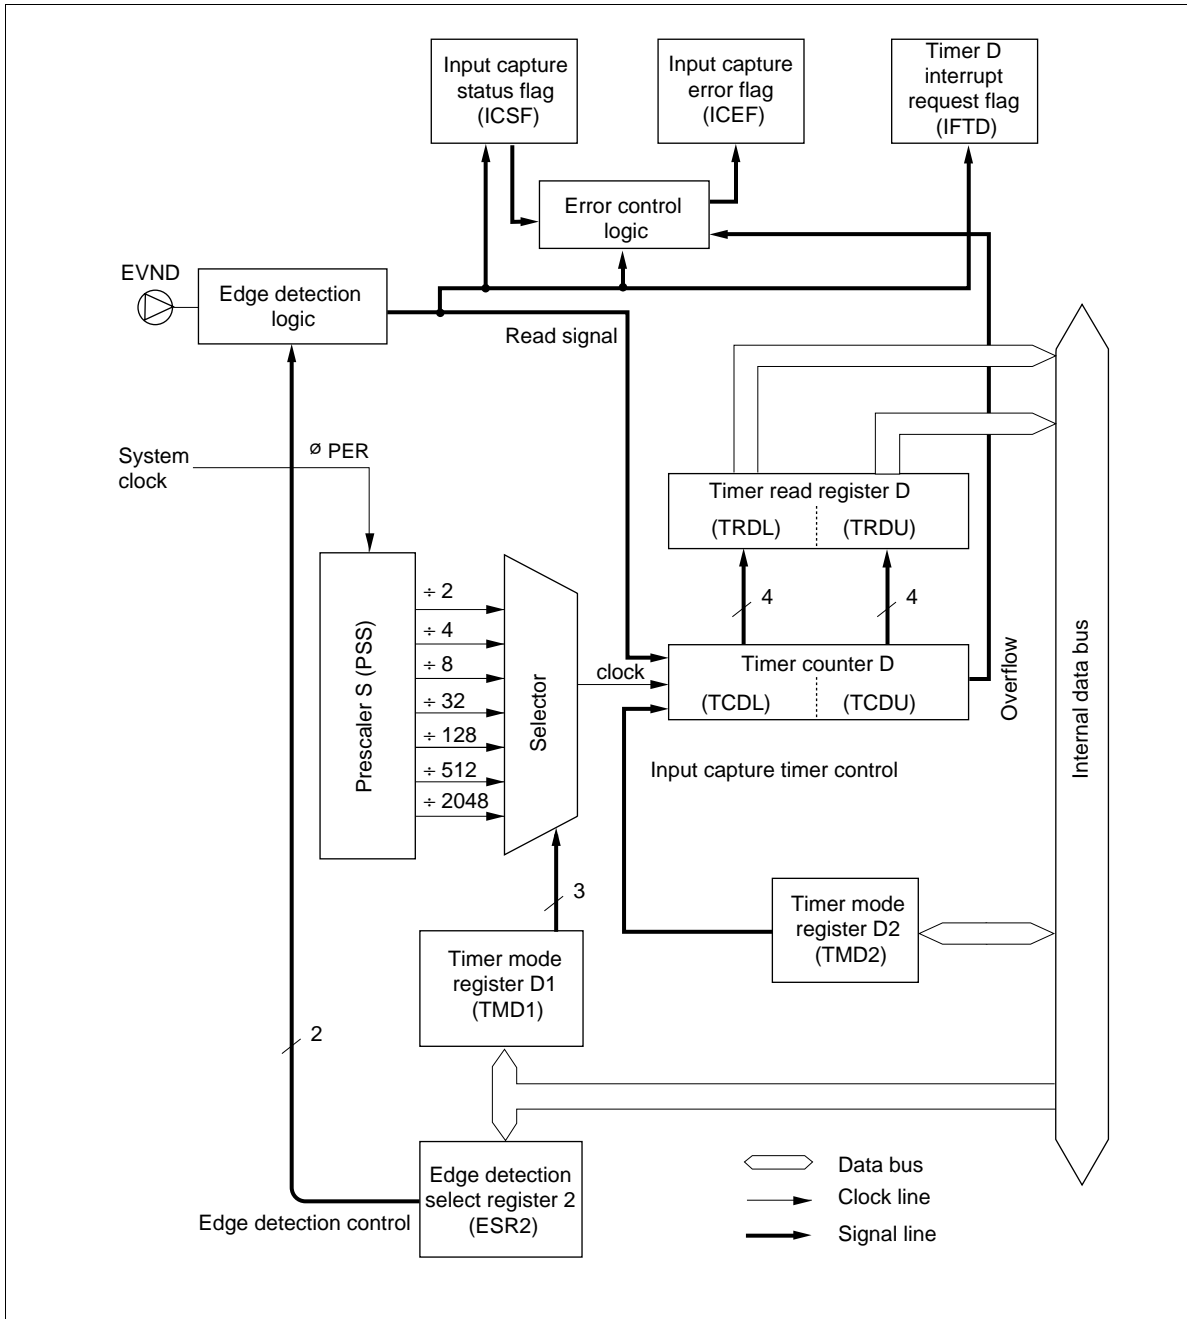 Input capture
status flag
(ICSF)
Input capture
error flag
(ICEF)
Timer D
interrupt
request flag
(IFTD)
Error control
logic
EVND
Edge detection
logic
Read signal
System
clock
ø PER
Timer read register D
(TRDL)
(TRDU)
4
4
Prescaler S (PSS)
÷ 2
÷ 4
÷ 8
÷ 32
÷ 128
÷ 512
÷ 2048
Selector
clock
Timer counter D
(TCDL)
(TCDU)
Overflow
Internal data bus
Input capture timer control
3
Timer mode
register D1
(TMD1)
Timer mode
register D2
(TMD2)
2
Edge detection
select register 2
(ESR2)
Edge detection control
Data bus
Clock line
Signal line